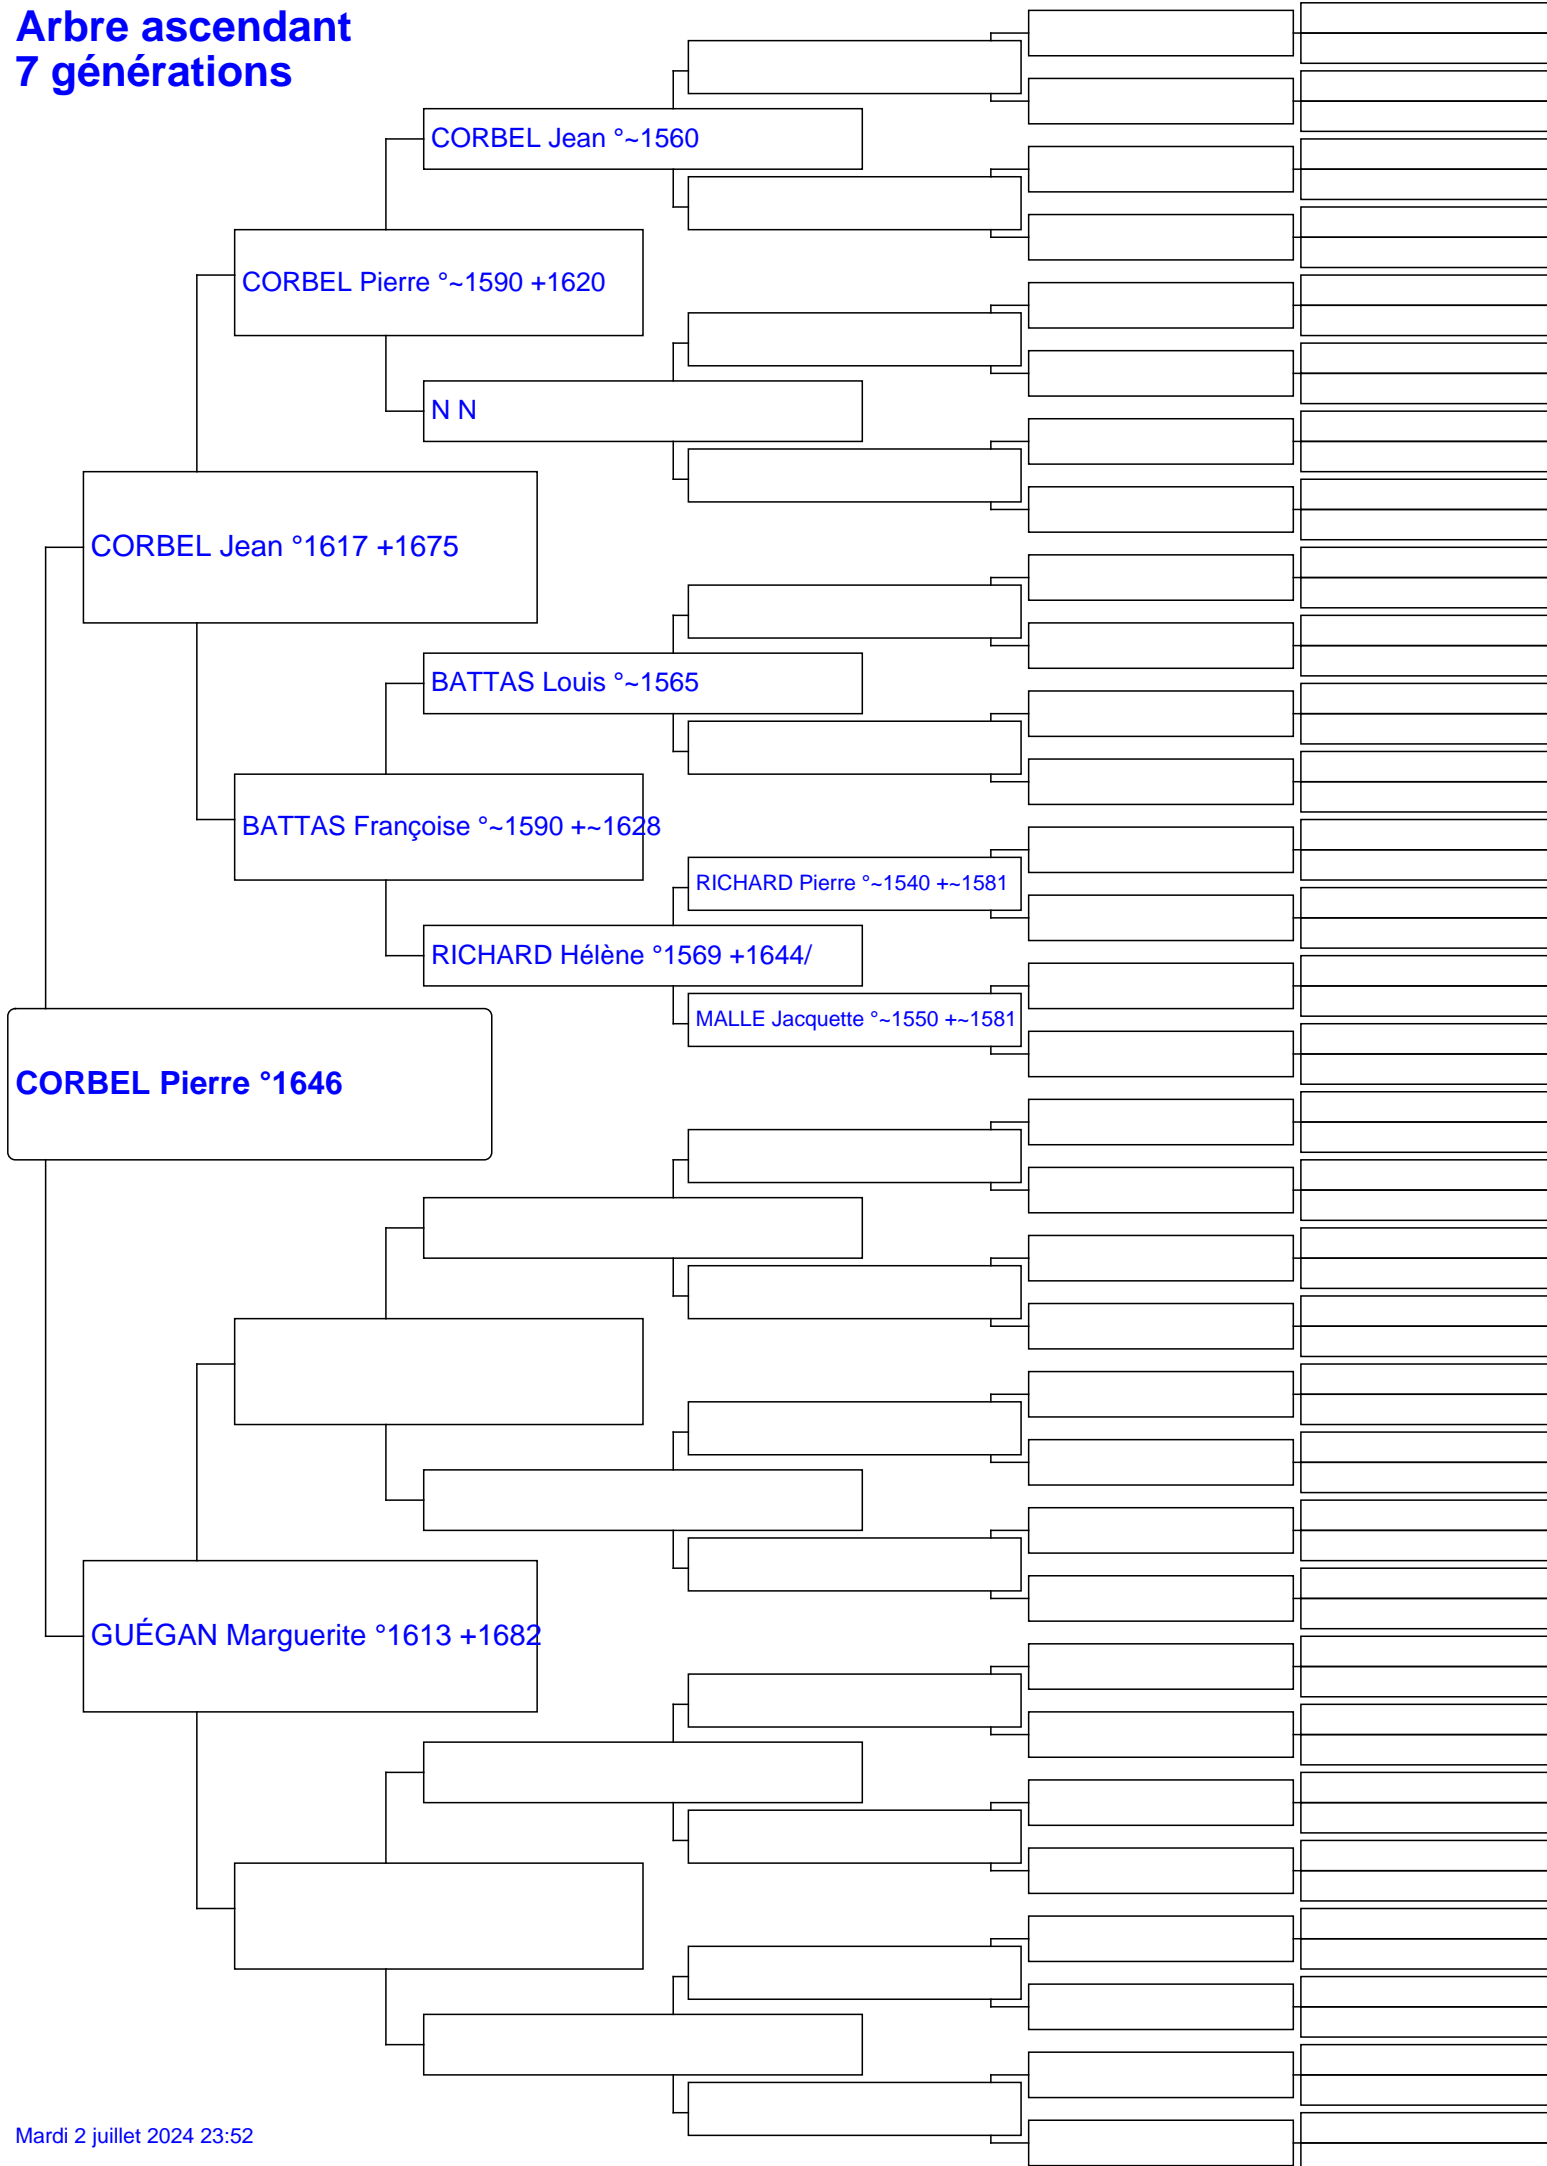 Arbre ascendant
7 générations
CORBEL Jean °~1560
CORBEL Pierre °~1590 +1620
N N
CORBEL Jean °1617 +1675
BATTAS Louis °~1565
BATTAS Françoise °~1590 +~1628
RICHARD Pierre °~1540 +~1581
RICHARD Hélène °1569 +1644/
MALLE Jacquette °~1550 +~1581
CORBEL Pierre °1646
GUÉGAN Marguerite °1613 +1682
Mardi 2 juillet 2024 23:52